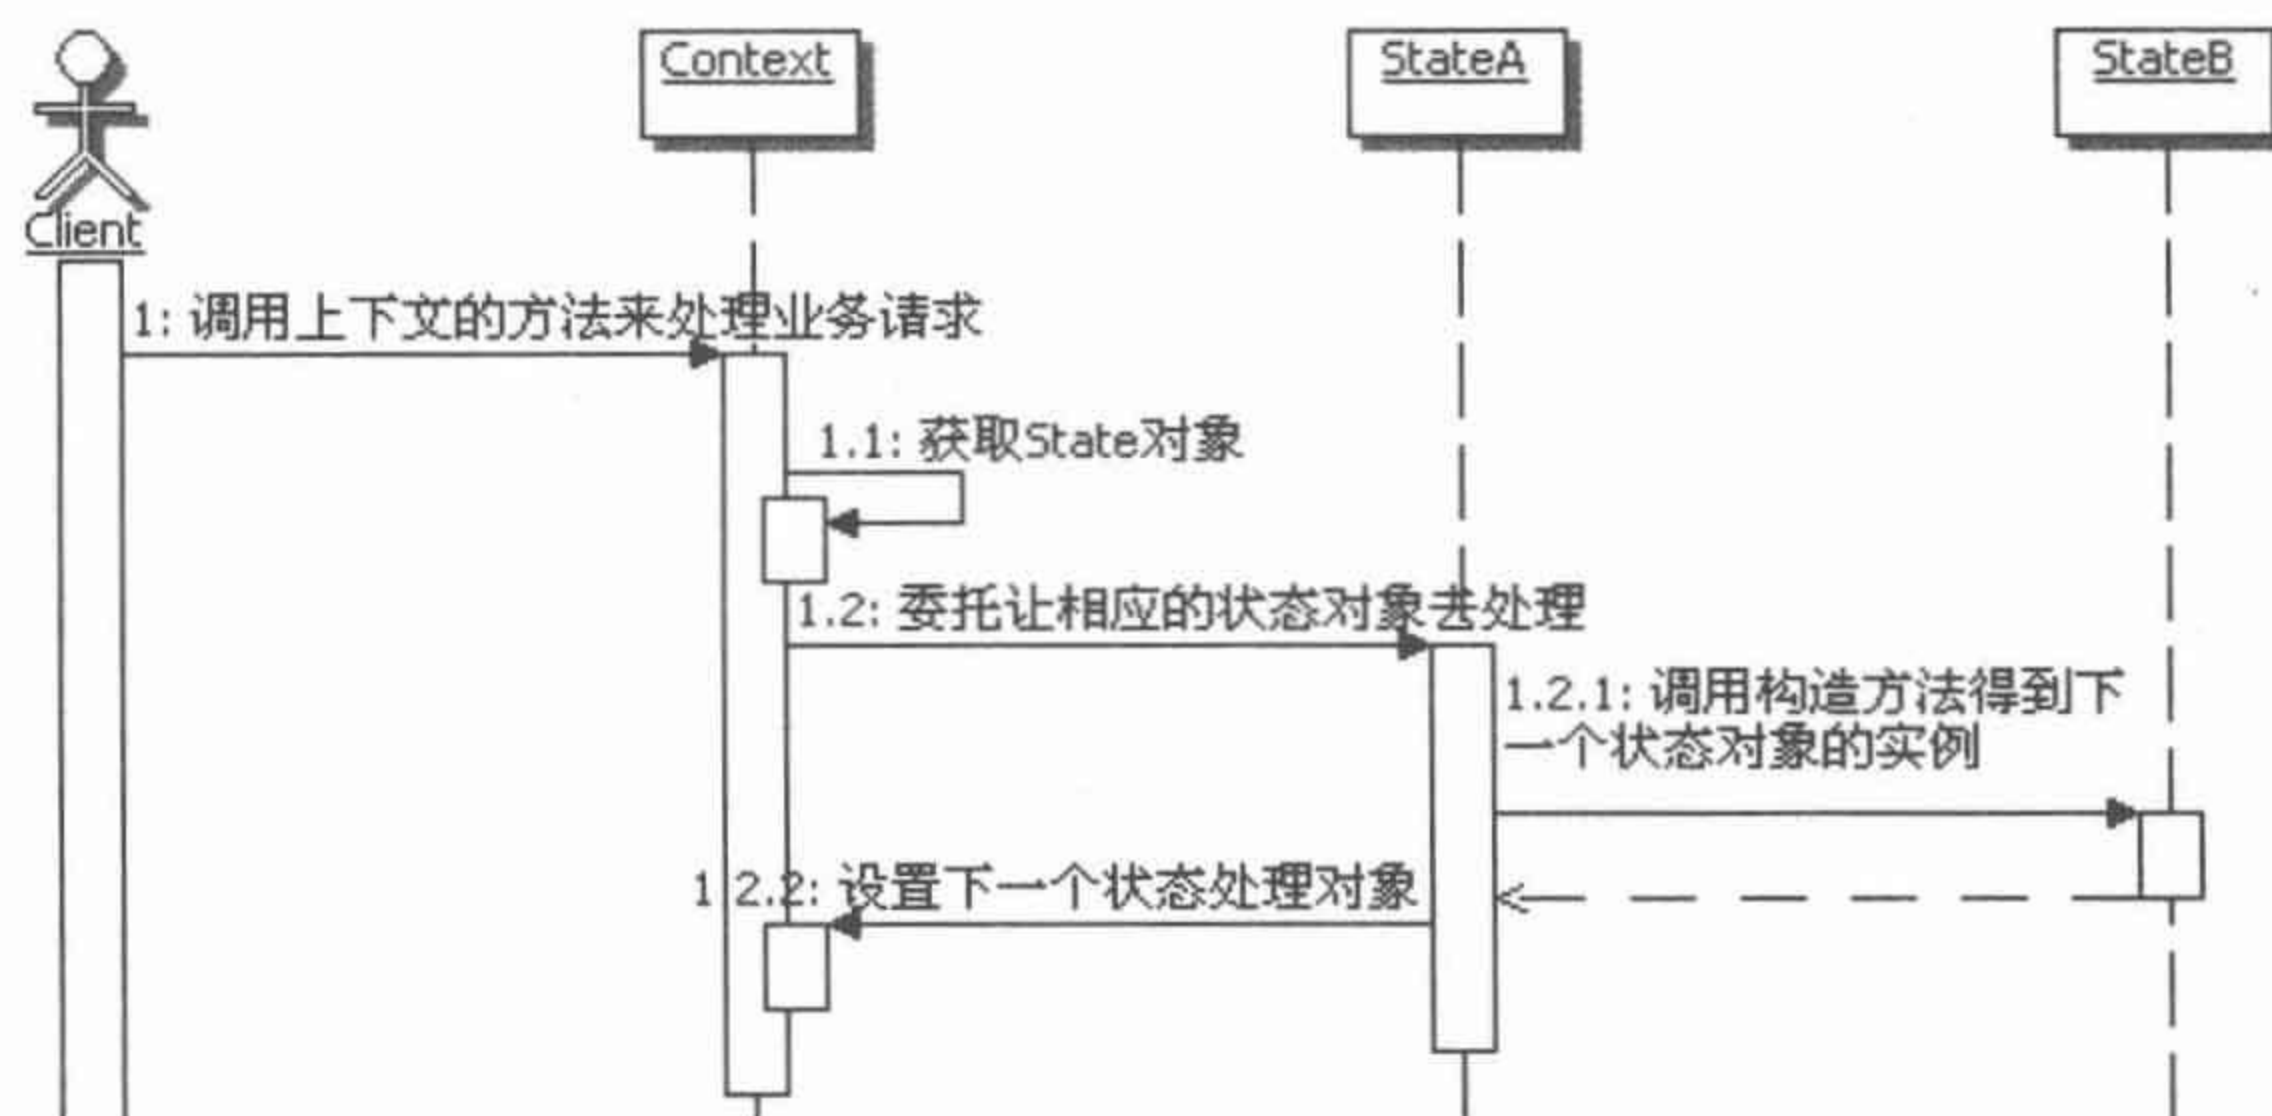 Context
StateA
StateB
Client
1: 调用上下文的方法来处理业务请求
1.1: 获取State对象
1.2: 委托让相应的状态对象去处理
1.2.1: 调用构造方法得到下
一个状态对象的实例
1.2.2: 设置下一个状态处理对象